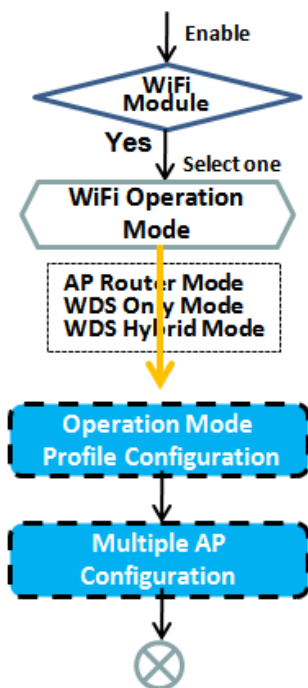 Enable
WiFi
Module
Yes
Select one
WiFi Operation
Mode
AP Router Mode
WDS Only Mode
WDS Hybrid Mode
Operation Mode
Profile Configuration
Multiple AP
Configuration